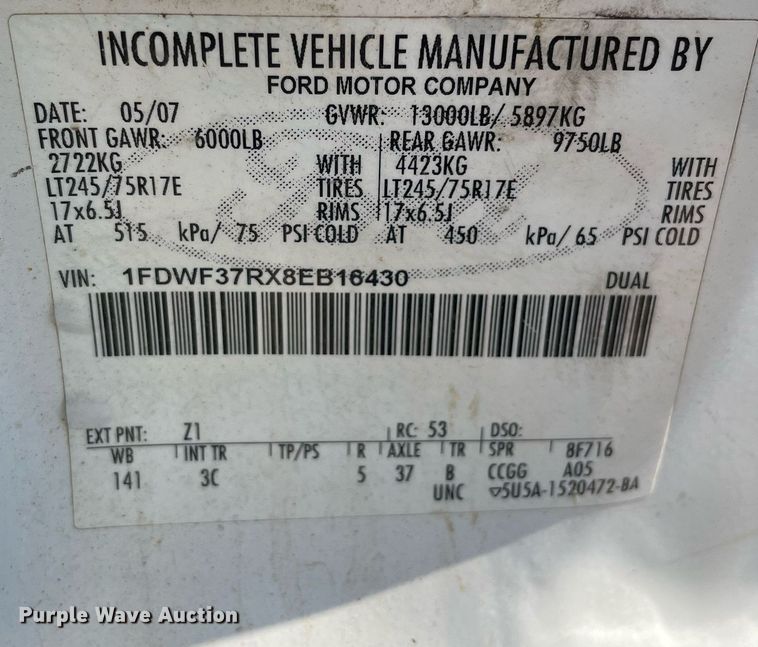 INCOMPLETE VEHICLE MANUFACTURED BY
FORD MOTOR COMPANY
DATE: 05/07 GVWR: 13000LB/ 5897KG
FRONT GAWR: 6000LB REAR GAWR: 9750LB
2722KG WITH 4423KG WITH
LT245/75R17E TIRES LT245/75R17E TIRES
17x6.5J RIMS 17x6.5J RIMS
AT 515 kPa/ 75 PSI COLD AT 450 kPa/ 65 PSI COLD
VIN: 1FDWF37RX8EB16430 DUAL
EXT PNT: Z1 RC: 53 DSO:
WB INT TR TP/PS R AXLE TR SPR 8F716
141 3C 5 37 B CCGG A05
UNC ▽5U5A-1520472-BA
Purple Wave Auction